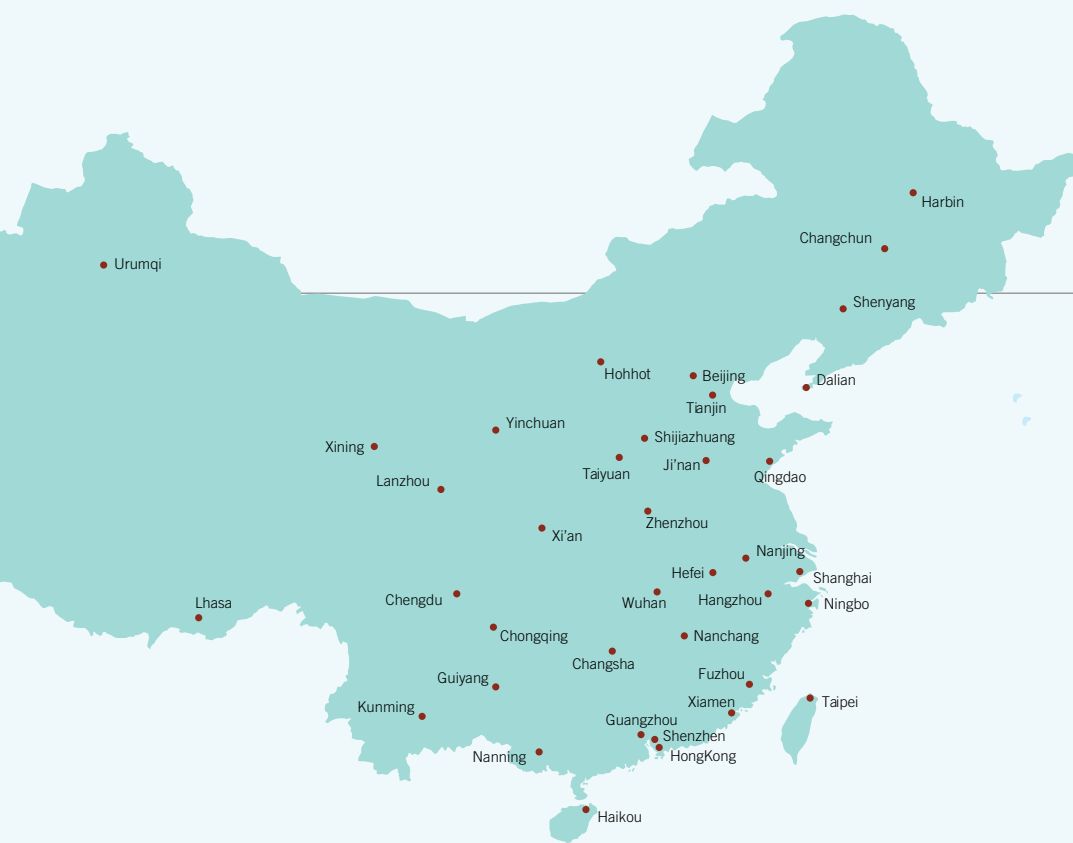 Harbin
Changchun
Urumqi
Shenyang
Hohhot
Beijing
Dalian
Tianjin
Yinchuan
Shijiazhuang
Xining
Ji'nan
Taiyuan
Qingdao
Lanzhou
Zhenzhou
Xi'an
Nanjing
Hefei
Shanghai
Chengdu
Wuhan
Hangzhou
Ningbo
Lhasa
Chongqing
Nanchang
Changsha
Fuzhou
Guiyang
Xiamen
Taipei
Kunming
Guangzhou
Shenzhen
HongKong
Nanning
Haikou